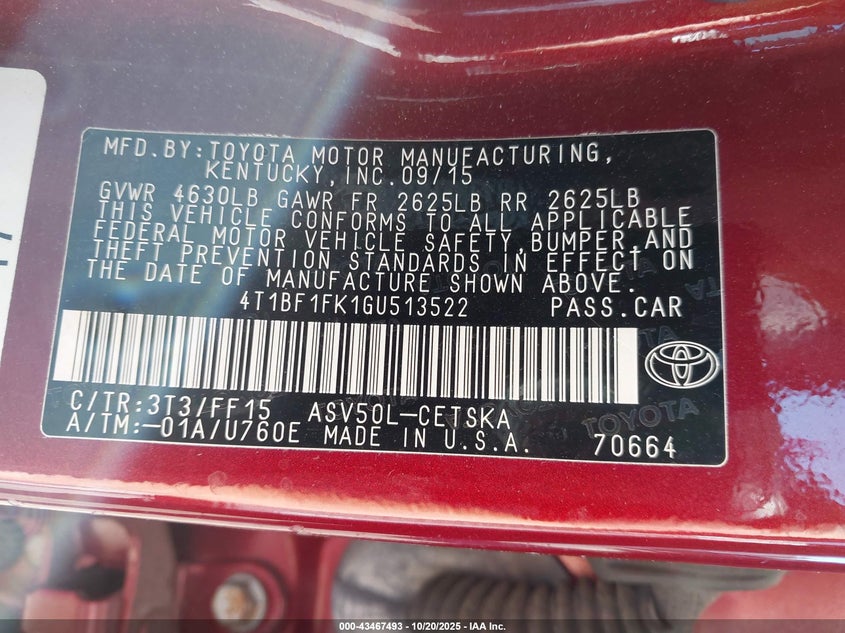 MFD.BY:TOYOTA MOTOR MANUFACTURING,
KENTUCKY,INC.09/15
GVWR 4630LB GAWR FR 2625LB RR 2625LB
THIS VEHICLE CONFORMS TO ALL APPLICABLE
FEDERAL MOTOR VEHICLE SAFETY,BUMPER,AND
THEFT PREVENTION STANDARDS IN EFFECT ON
THE DATE OF MANUFACTURE SHOWN ABOVE.
4T1BF1FK1GU513522 PASS.CAR
C/TR:3T3/FF15 ASV50L-CETSKA
TOYOTA
A/TM:-01A/U760E MADE IN U.S.A. 70664
000-43467493 | 10/20/2025 | © IAA Inc.